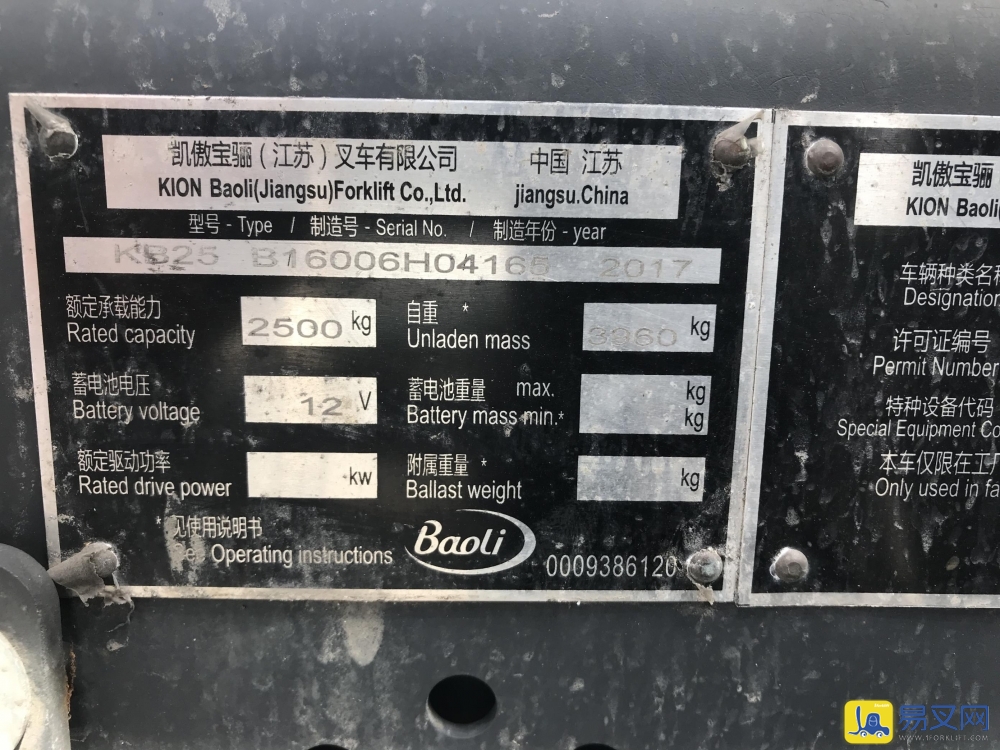 凯傲宝骊（江苏）叉车有限公司 中国 江苏
KION Baoli(Jiangsu)Forklift Co.,Ltd. jiangsu.China
型号 - Type / 制造号 - Serial No. / 制造年份 - year
KB25 B16006H04165 2017
额定承载能力
Rated capacity 2500 kg
自重 *
Unladen mass kg
蓄电池电压
Battery voltage 12 V
蓄电池重量 max. kg
Battery mass min.* kg
额定驱动功率
Rated drive power kw
附属重量 *
Ballast weight kg
* 见使用说明书
See Operating instructions
Baoli
0009386120
凯傲宝骊
KION Baoli
车辆种类名称
Designation
许可证编号
Permit Number
特种设备代码
Special Equipment Co
本车仅限在工厂
Only used in fa
易叉网
WWW.1FORKLIFT.COM